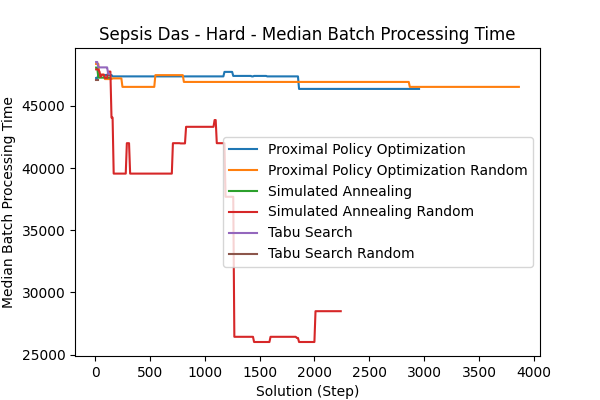 Sepsis Das - Hard - Median Batch Processing Time
Median Batch Processing Time
45000
40000
35000
30000
25000
Proximal Policy Optimization
Proximal Policy Optimization Random
Simulated Annealing
Simulated Annealing Random
Tabu Search
Tabu Search Random
0 500 1000 1500 2000 2500 3000 3500 4000
Solution (Step)